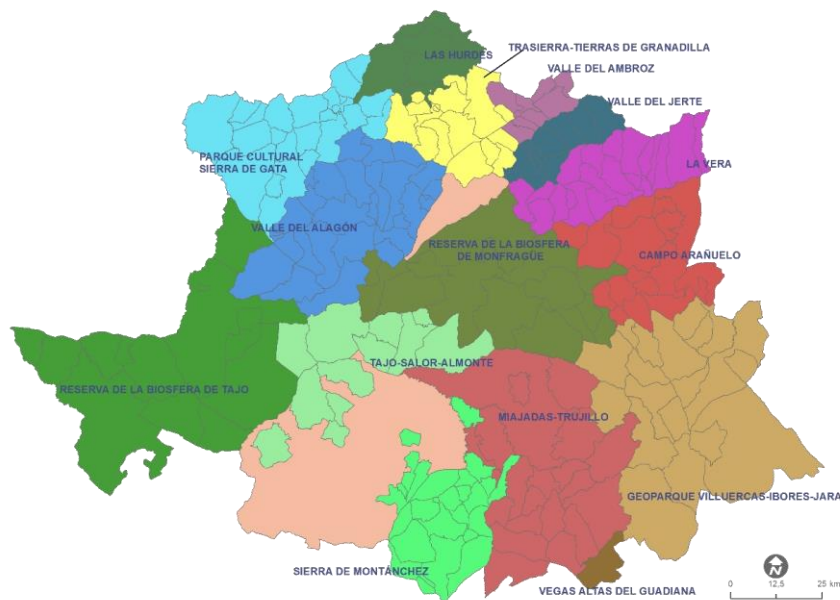 LAS HURDES
TRASIERRA-TIERRAS DE GRANADILLA
VALLE DEL AMBROZ
VALLE DEL JERTE
PARQUE CULTURAL
SIERRA DE GATA
LA VERA
VALLE DEL ALAGÓN
RESERVA DE LA BIOSFERA
DE MONFRAGÜE
CAMPO ARAÑUELO
TAJO-SALOR-ALMONTE
RESERVA DE LA BIOSFERA DE TAJO
MIAJADAS-TRUJILLO
GEOPARQUE VILLUERCAS-IBORES-JARA
SIERRA DE MONTÁNCHEZ
VEGAS ALTAS DEL GUADIANA
N
0 12,5 25 km